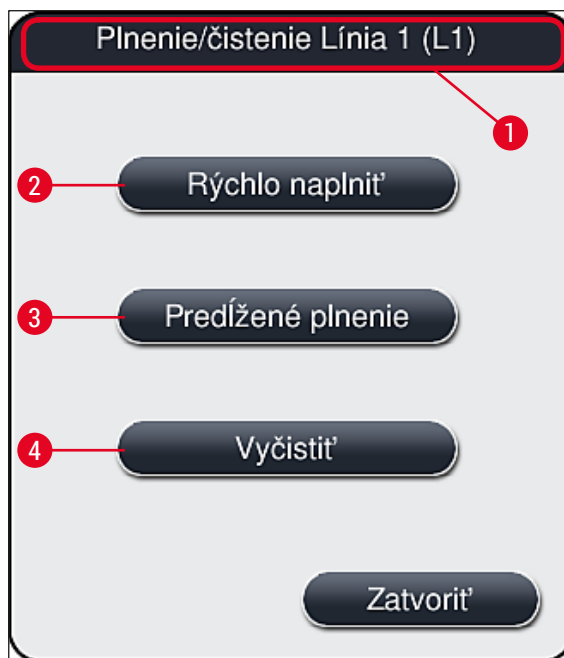 Plnenie/čistenie Línia 1 (L1)
1
2 Rýchlo naplniť
3 Predĺžené plnenie
4 Vyčistiť
Zatvoriť